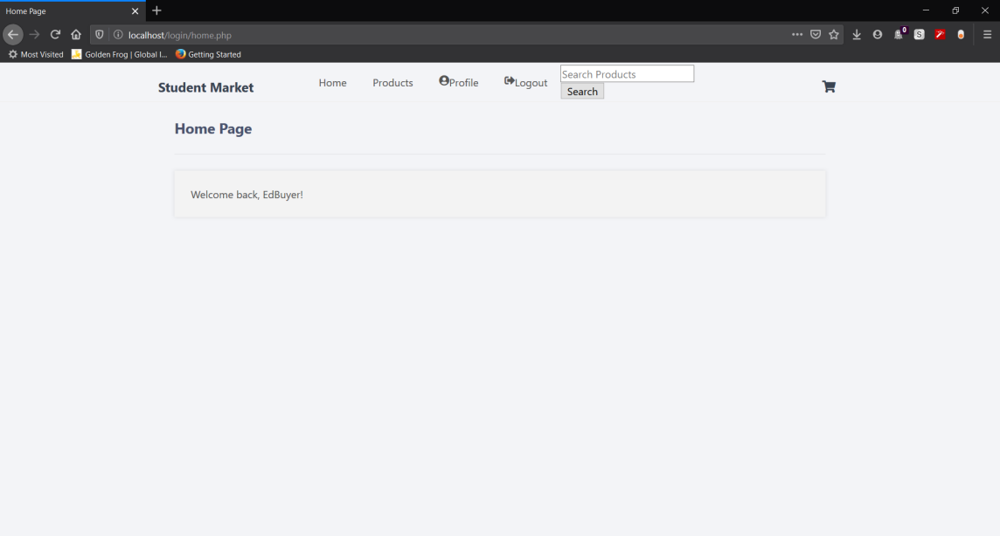 Home Page
localhost/login/home.php
0
S
Most Visited Golden Frog | Global I... Getting Started
Student Market Home Products Profile Logout Search Products
Search
Home Page
Welcome back, EdBuyer!